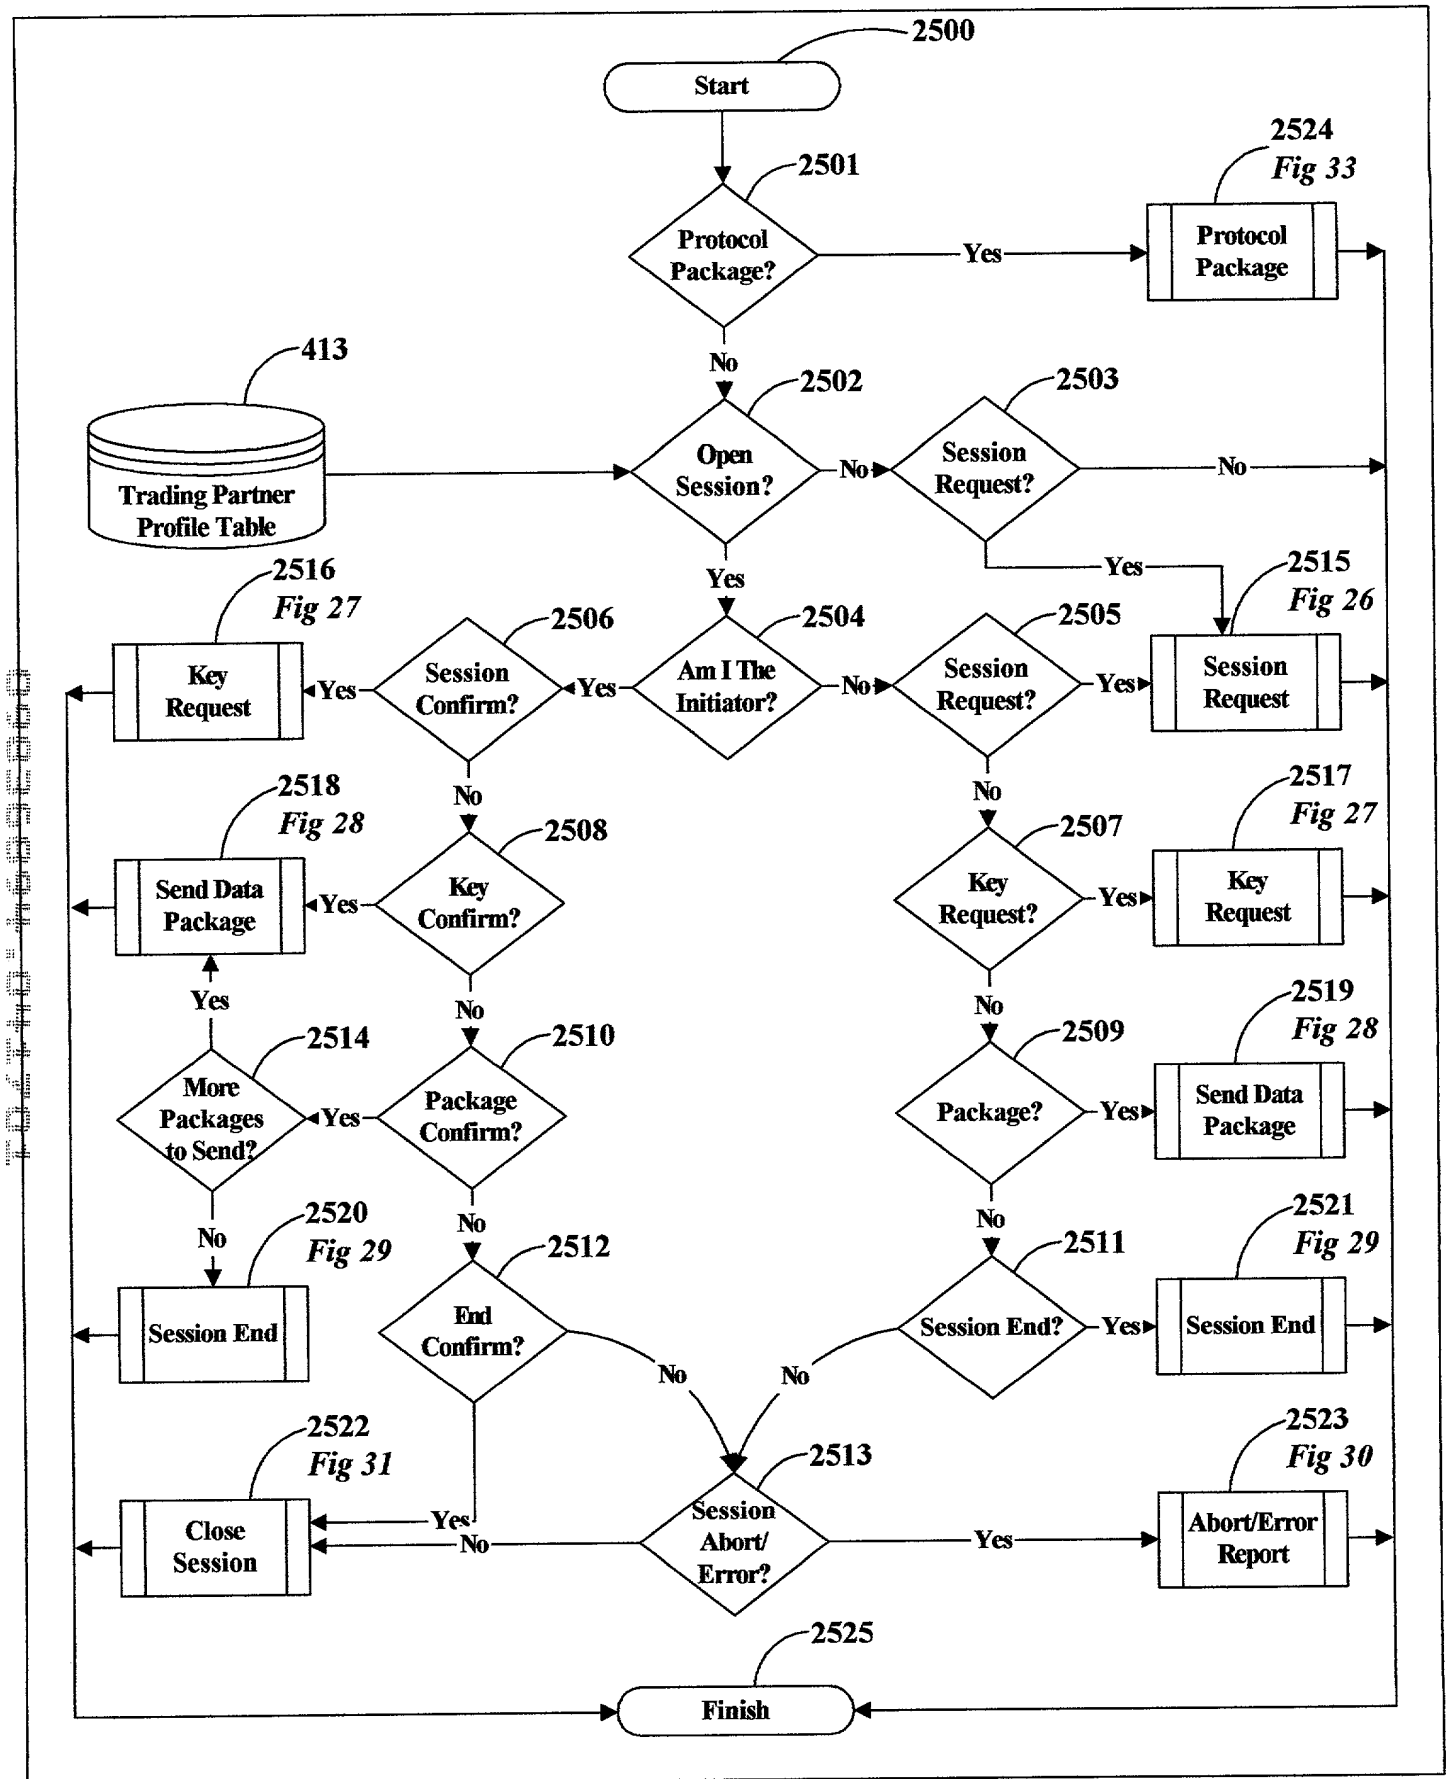 2500
Start
2524
Fig 33
2501
Protocol
Package?
Yes
Protocol
Package
No
413
2502
2503
Trading Partner
Profile Table
Open
Session?
No
Session
Request?
No
Yes
Yes
2515
Fig 26
2516
Fig 27
2506
2504
2505
Key
Request
Yes
Session
Confirm?
Yes
Am I The
Initiator?
No
Session
Request?
Yes
Session
Request
No
No
2518
Fig 28
2508
2507
2517
Fig 27
Send Data
Package
Yes
Key
Confirm?
Key
Request?
Yes
Key
Request
Yes
No
No
2514
2510
2509
2519
Fig 28
More
Packages
to Send?
Yes
Package
Confirm?
Package?
Yes
Send Data
Package
No
No
No
2520
Fig 29
2512
2511
2521
Fig 29
Session End
End
Confirm?
Session End?
Yes
Session End
No
No
2522
Fig 31
2513
2523
Fig 30
Close
Session
Yes
No
Session
Abort/
Error?
Yes
Abort/Error
Report
2525
Finish